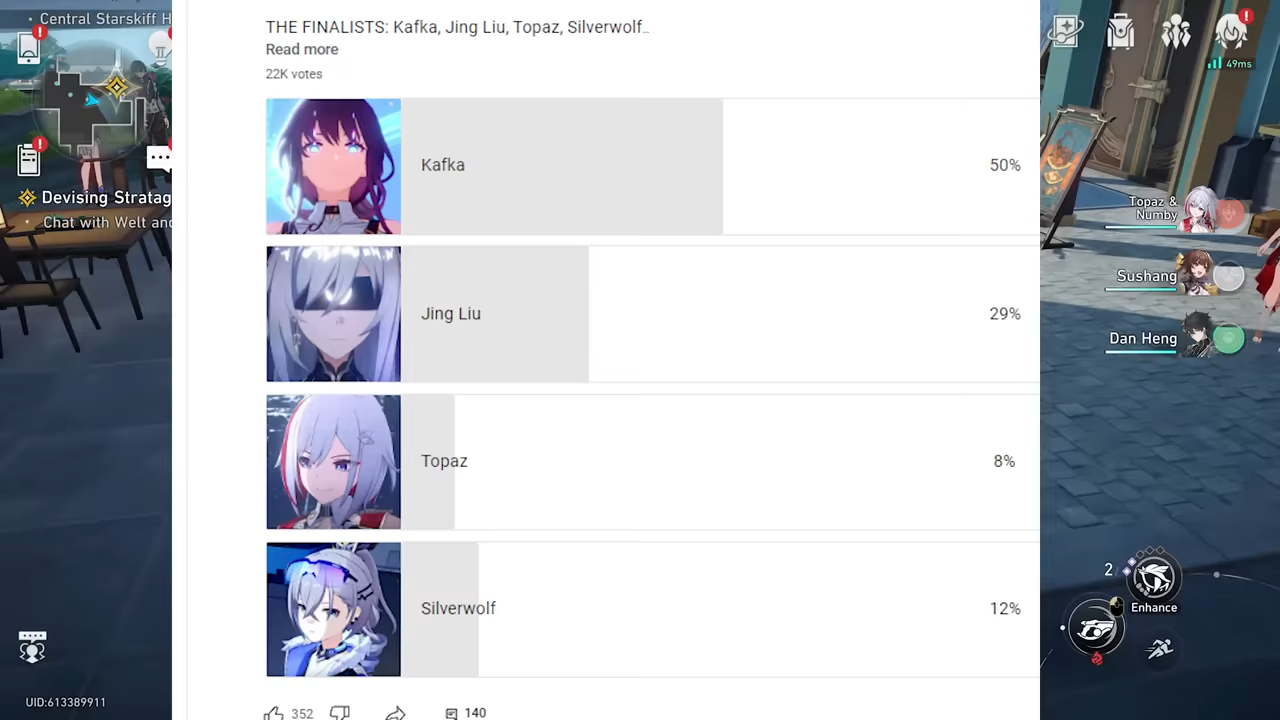 Central Starskiff H
Devising Stratag
Chat with Welt and
UID:613389911
THE FINALISTS: Kafka, Jing Liu, Topaz, Silverwolf…
Read more
22K votes
Kafka
50%
Jing Liu
29%
Topaz
8%
Silverwolf
12%
352
140
49ms
Topaz &
Numby
Sushang
Dan Heng
2
Enhance